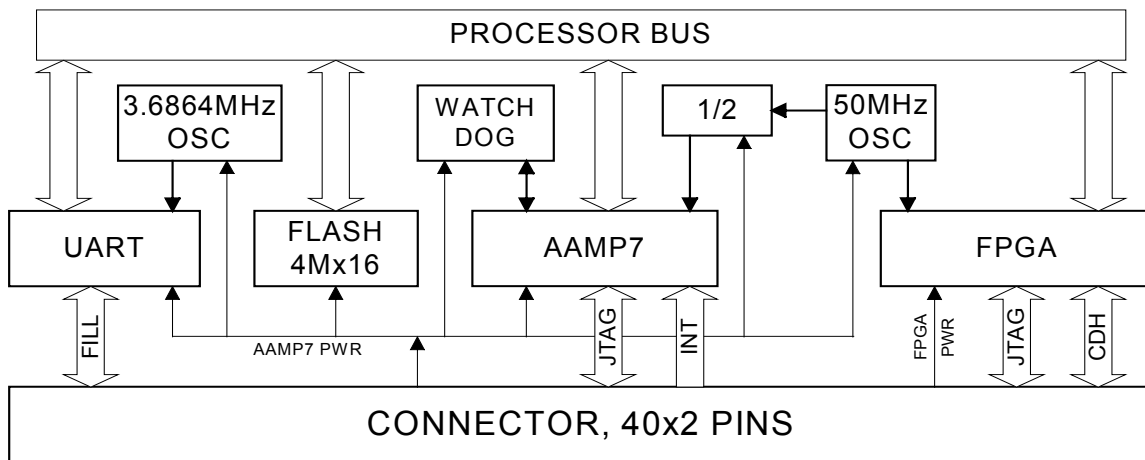 PROCESSOR BUS
3.6864MHz
OSC
WATCH
DOG
1/2
50MHz
OSC
UART
FLASH
4Mx16
AAMP7
FPGA
FILL
AAMP7 PWR
JTAG
INT
FPGA
PWR
JTAG
CDH
CONNECTOR, 40x2 PINS